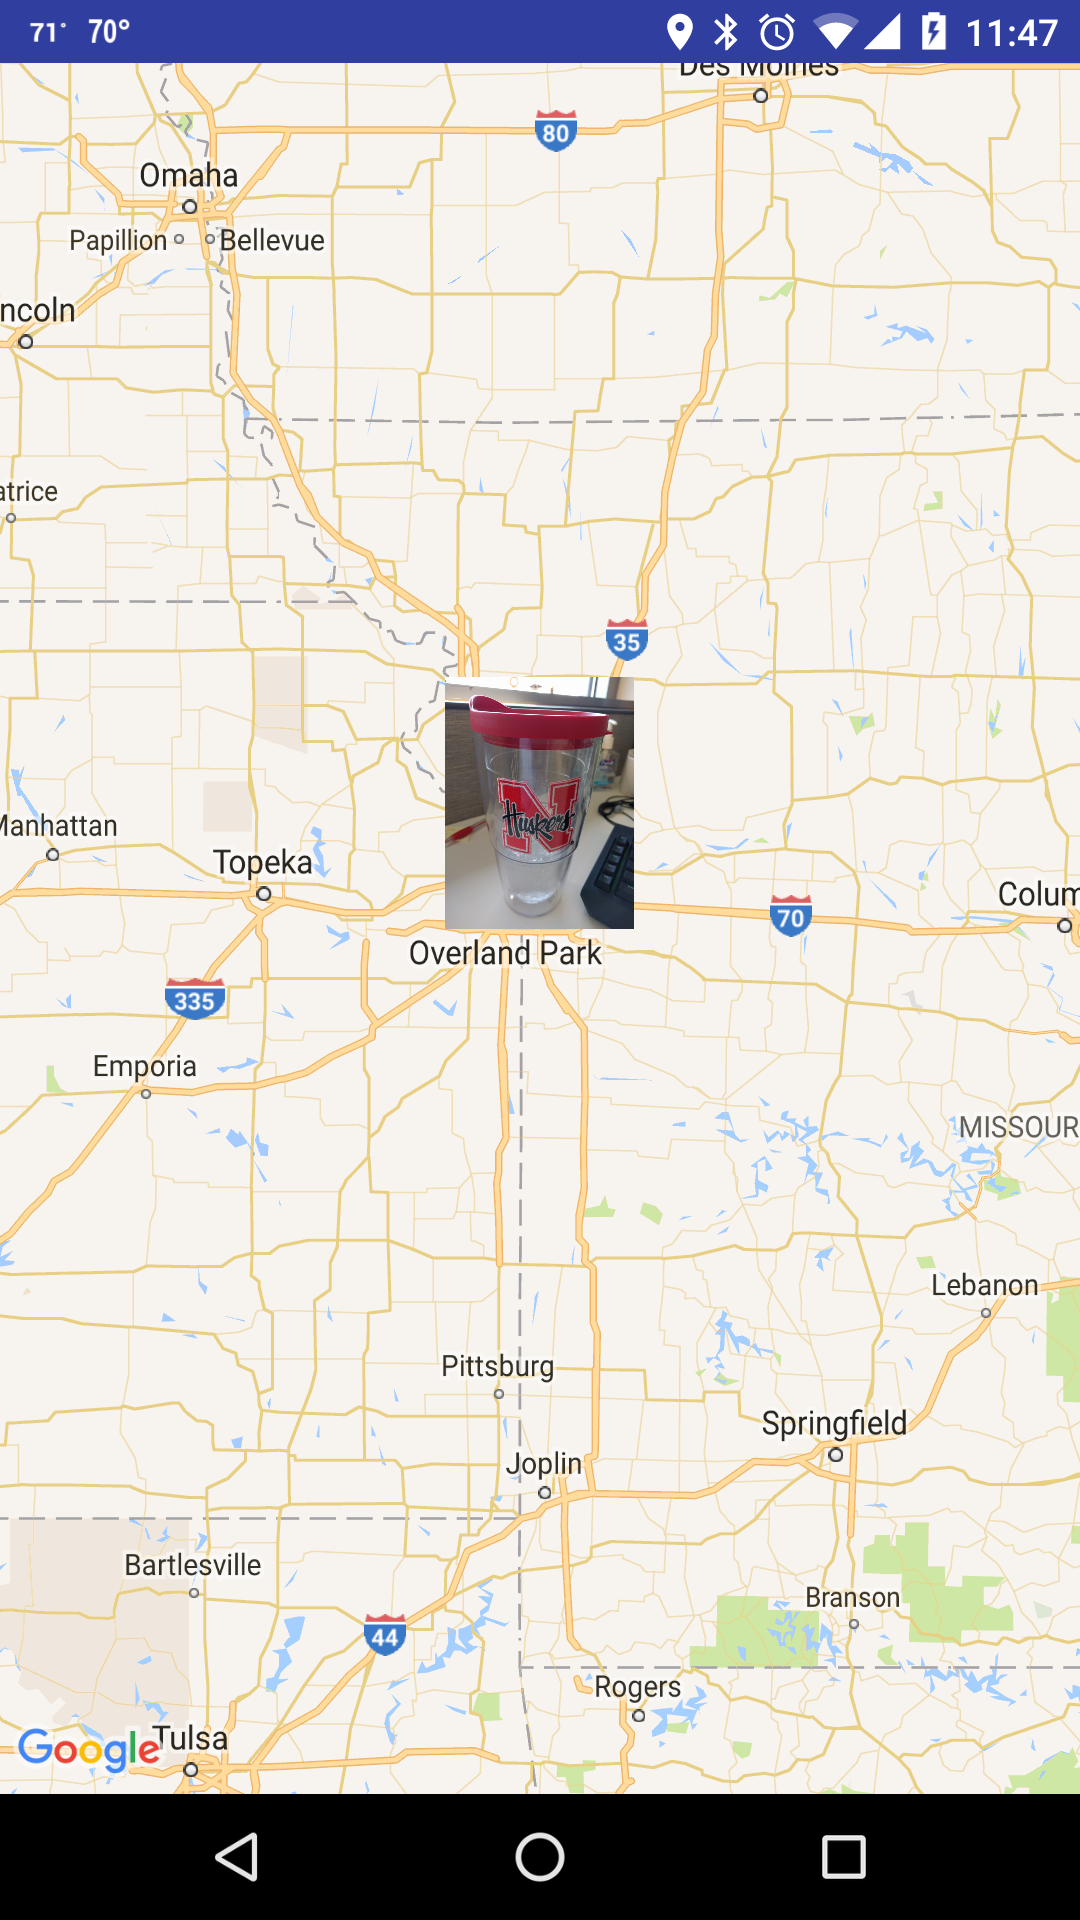 71° 70° 11:47
Des Moines
80
Omaha
Papillion
Bellevue
ncoln
atrice
35
N
Huskers
Manhattan
Topeka
Colum
70
Overland Park
335
Emporia
MISSOUR
Lebanon
Pittsburg
Springfield
Joplin
Bartlesville
Branson
44
Rogers
Tulsa
Google